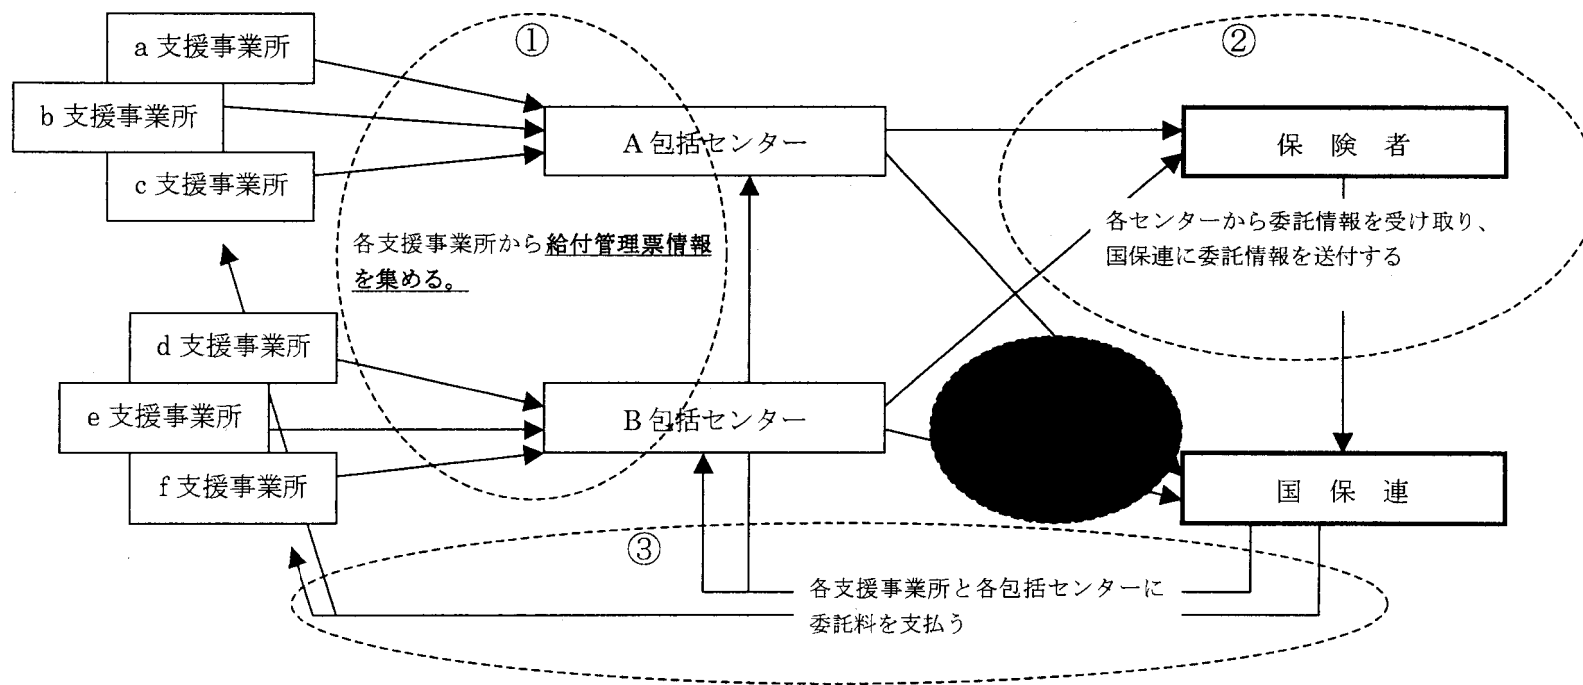 a 支援事業所
b 支援事業所
c 支援事業所
①
②
A 包括センター
保 険 者
各支援事業所から給付管理票情報
を集める。
各センターから委託情報を受け取り、
国保連に委託情報を送付する
d 支援事業所
e 支援事業所
f 支援事業所
B 包括センター
国 保 連
③
各支援事業所と各包括センターに
委託料を支払う